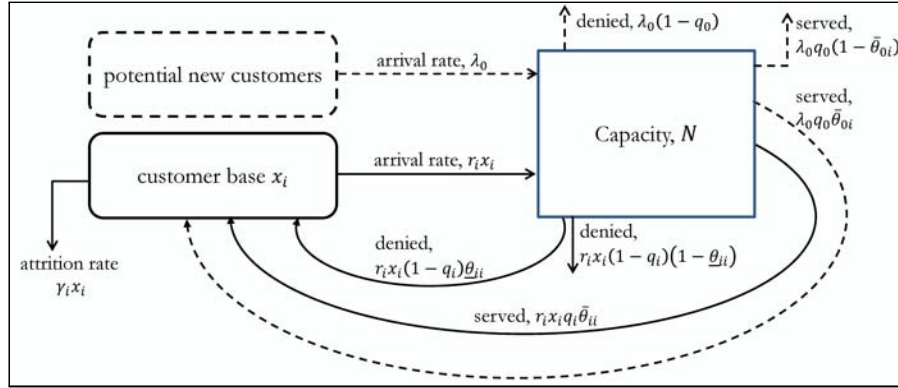 denied, λ₀(1 − q₀)
served,
λ₀q₀(1 − θ̄₀ᵢ)
potential new customers
arrival rate, λ₀
served,
λ₀q₀θ̄₀ᵢ
Capacity, N
customer base xᵢ
arrival rate, rᵢxᵢ
denied,
rᵢxᵢ(1 − qᵢ)θ̲ᵢᵢ
denied,
rᵢxᵢ(1 − qᵢ)(1 − θ̲ᵢᵢ)
attrition rate
γᵢxᵢ
served, rᵢxᵢqᵢθ̄ᵢᵢ